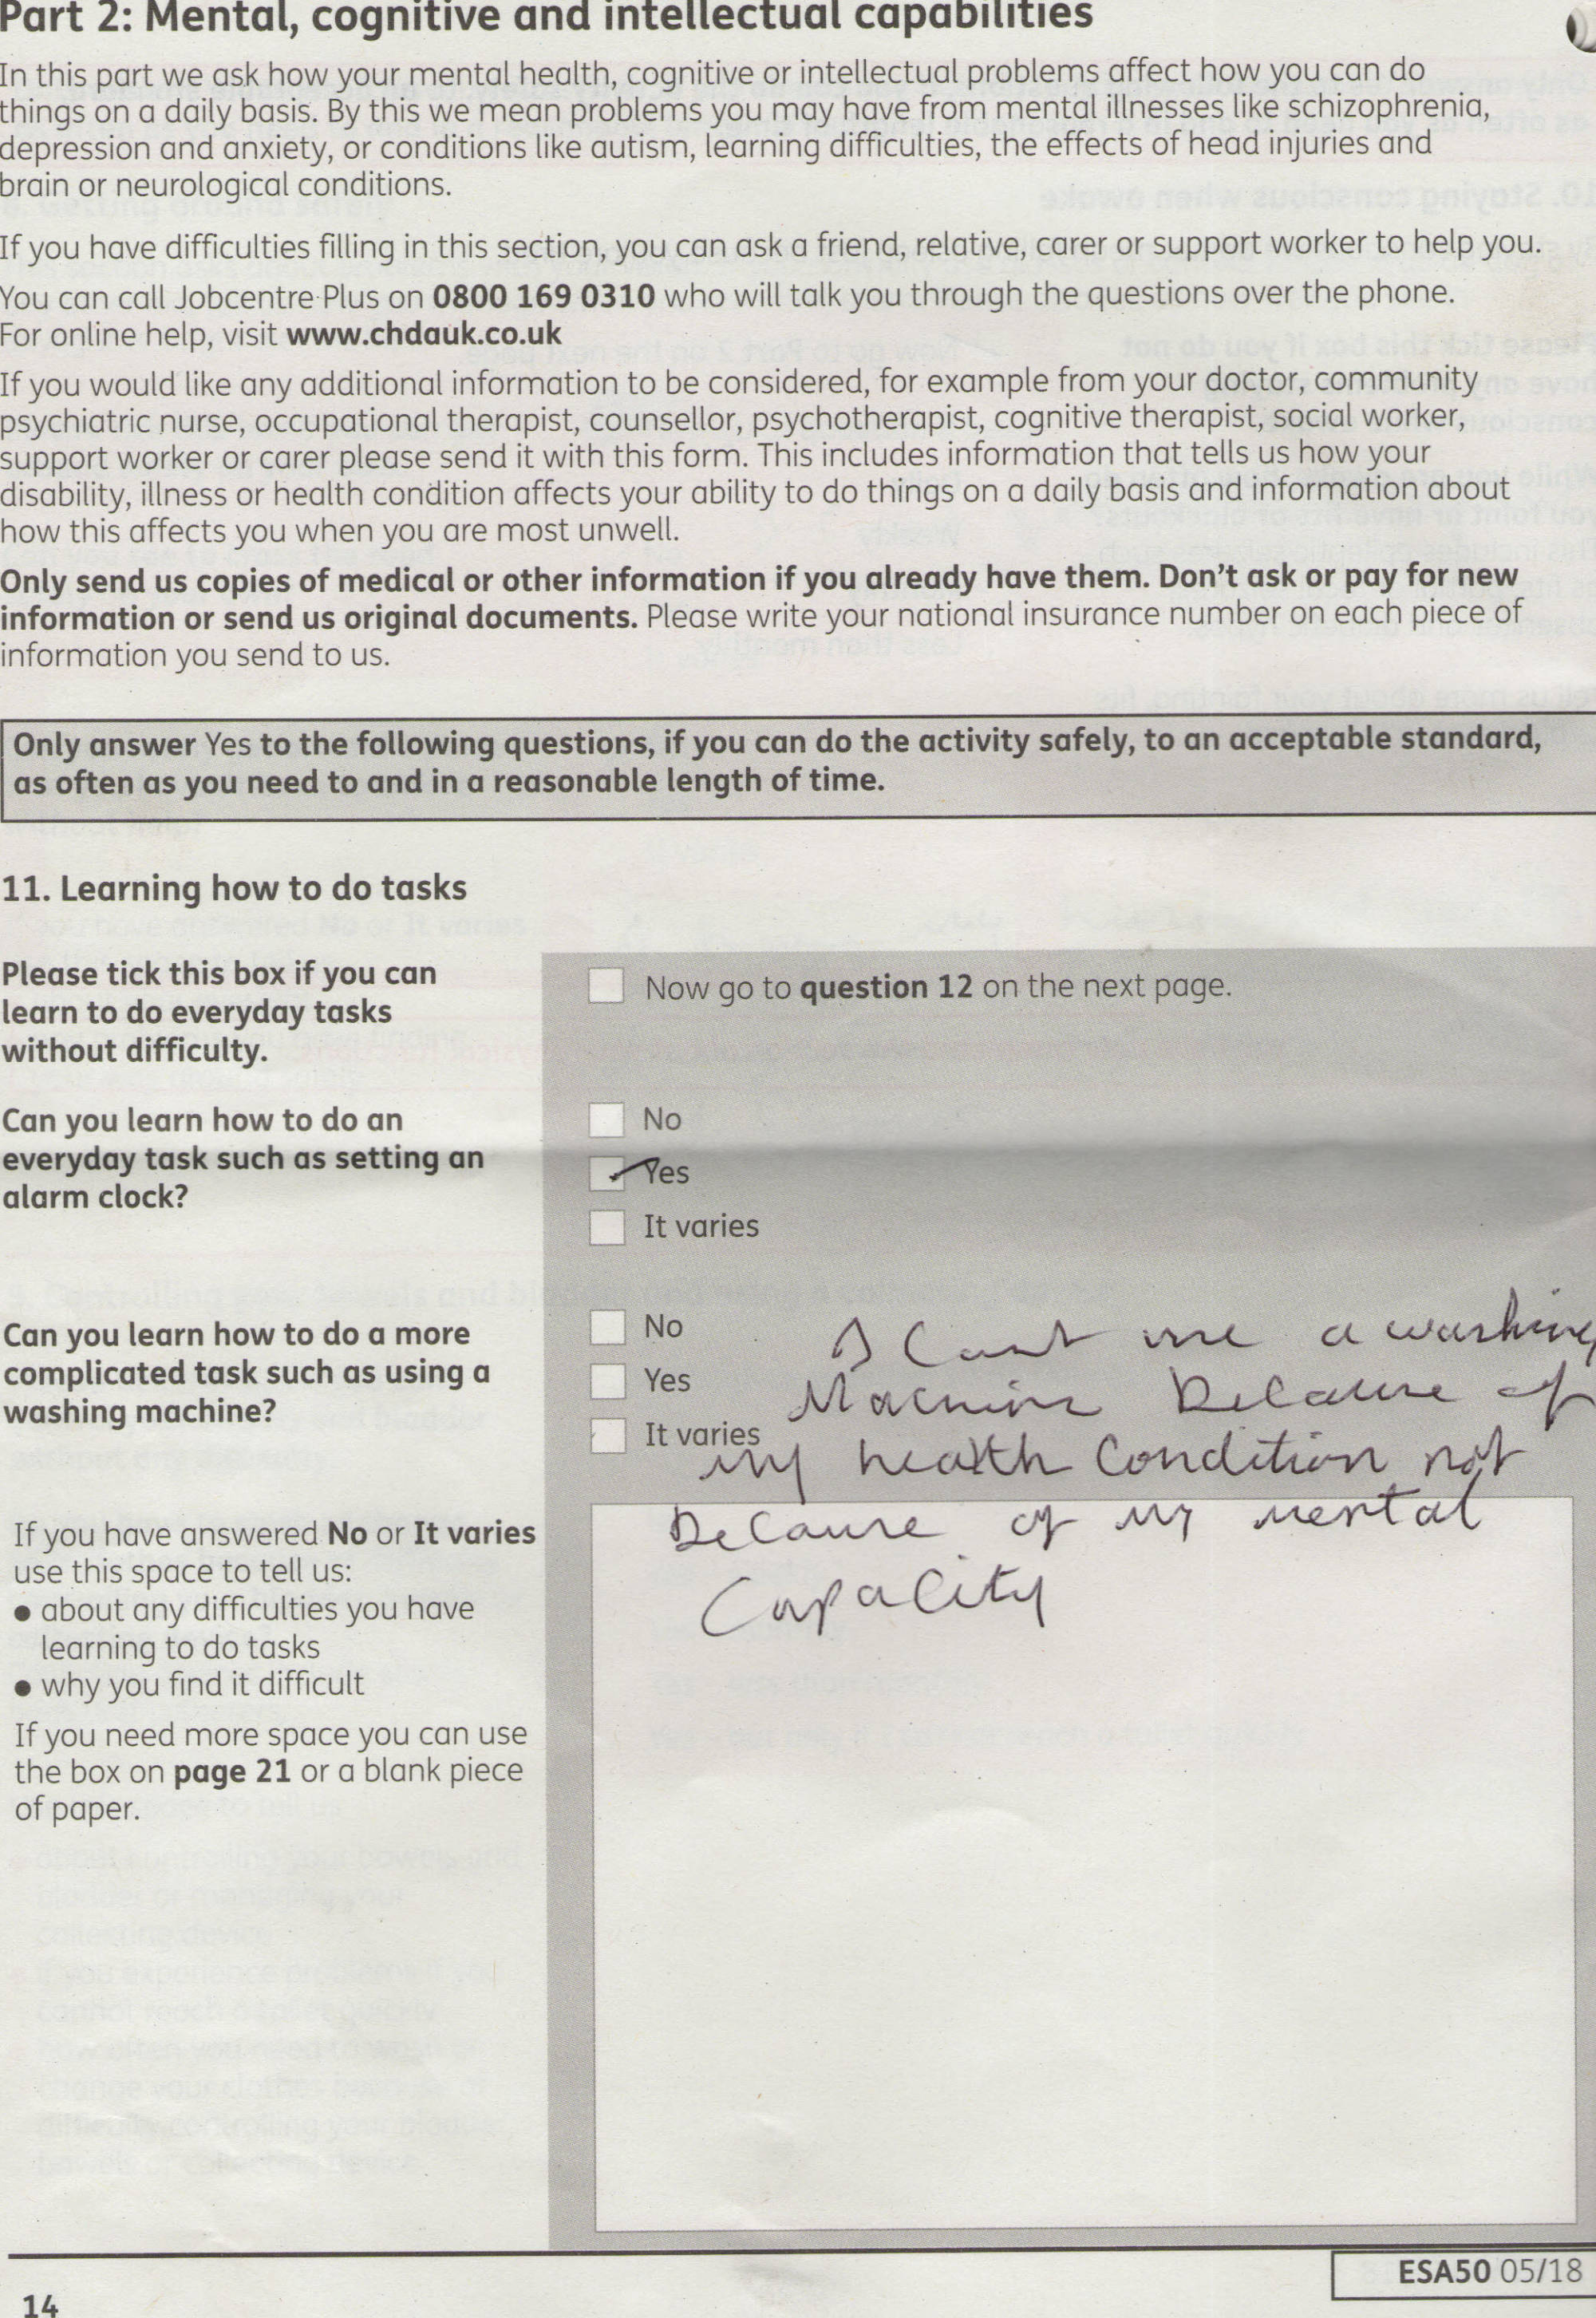 Part 2: Mental, cognitive and intellectual capabilities
In this part we ask how your mental health, cognitive or intellectual problems affect how you can do
things on a daily basis. By this we mean problems you may have from mental illnesses like schizophrenia,
depression and anxiety, or conditions like autism, learning difficulties, the effects of head injuries and
brain or neurological conditions.
If you have difficulties filling in this section, you can ask a friend, relative, carer or support worker to help you.
You can call Jobcentre Plus on 0800 169 0310 who will talk you through the questions over the phone.
For online help, visit www.chdauk.co.uk
If you would like any additional information to be considered, for example from your doctor, community
psychiatric nurse, occupational therapist, counsellor, psychotherapist, cognitive therapist, social worker,
support worker or carer please send it with this form. This includes information that tells us how your
disability, illness or health condition affects your ability to do things on a daily basis and information about
how this affects you when you are most unwell.
Only send us copies of medical or other information if you already have them. Don't ask or pay for new
information or send us original documents. Please write your national insurance number on each piece of
information you send to us.
Only answer Yes to the following questions, if you can do the activity safely, to an acceptable standard,
as often as you need to and in a reasonable length of time.
11. Learning how to do tasks
Please tick this box if you can
learn to do everyday tasks
without difficulty.
Now go to question 12 on the next page.
Can you learn how to do an
everyday task such as setting an
alarm clock?
No
Yes
It varies
Can you learn how to do a more
complicated task such as using a
washing machine?
No
Yes
It varies
I Cant use a washing
Machine Because of
my health Condition not
Because of my mental
Capacity
If you have answered No or It varies
use this space to tell us:
• about any difficulties you have
learning to do tasks
• why you find it difficult
If you need more space you can use
the box on page 21 or a blank piece
of paper.
ESA50 05/18
14